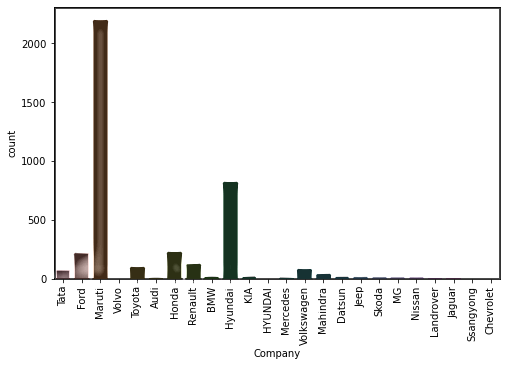 2000
1500
1000
500
0
count
Tata
Ford
Maruti
Volvo
Toyota
Audi
Honda
Renault
BMW
Hyundai
KIA
HYUNDAI
Mercedes
Volkswagen
Mahindra
Datsun
Jeep
Skoda
MG
Nissan
Landrover
Jaguar
Ssangyong
Chevrolet
Company